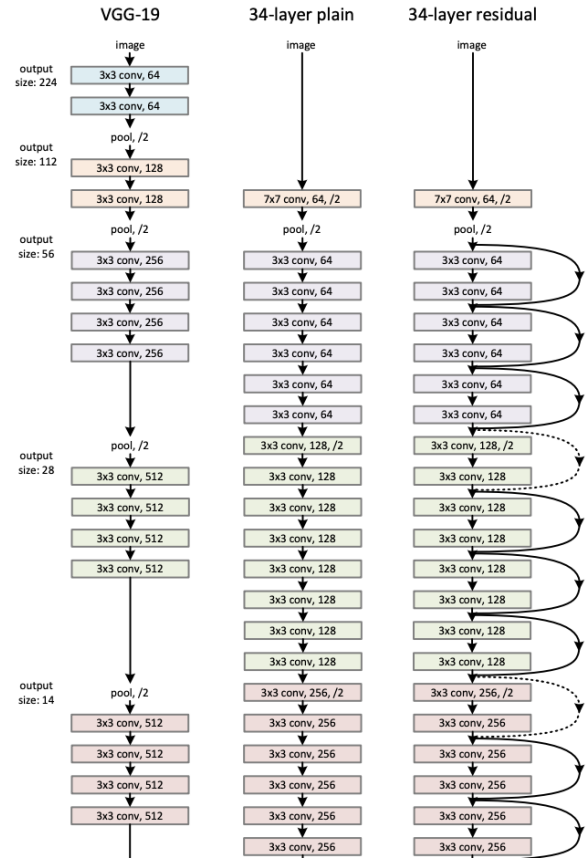 VGG-19
34-layer plain
34-layer residual
image
image
image
output
size: 224
3x3 conv, 64
3x3 conv, 64
pool, /2
output
size: 112
3x3 conv, 128
3x3 conv, 128
7x7 conv, 64, /2
7x7 conv, 64, /2
pool, /2
pool, /2
pool, /2
output
size: 56
3x3 conv, 256
3x3 conv, 64
3x3 conv, 64
3x3 conv, 256
3x3 conv, 64
3x3 conv, 64
3x3 conv, 256
3x3 conv, 64
3x3 conv, 64
3x3 conv, 256
3x3 conv, 64
3x3 conv, 64
3x3 conv, 64
3x3 conv, 64
3x3 conv, 64
3x3 conv, 64
pool, /2
3x3 conv, 128, /2
3x3 conv, 128, /2
output
size: 28
3x3 conv, 512
3x3 conv, 128
3x3 conv, 128
3x3 conv, 512
3x3 conv, 128
3x3 conv, 128
3x3 conv, 512
3x3 conv, 128
3x3 conv, 128
3x3 conv, 512
3x3 conv, 128
3x3 conv, 128
3x3 conv, 128
3x3 conv, 128
3x3 conv, 128
3x3 conv, 128
3x3 conv, 128
3x3 conv, 128
output
size: 14
pool, /2
3x3 conv, 256, /2
3x3 conv, 256, /2
3x3 conv, 512
3x3 conv, 256
3x3 conv, 256
3x3 conv, 512
3x3 conv, 256
3x3 conv, 256
3x3 conv, 512
3x3 conv, 256
3x3 conv, 256
3x3 conv, 512
3x3 conv, 256
3x3 conv, 256
3x3 conv, 256
3x3 conv, 256